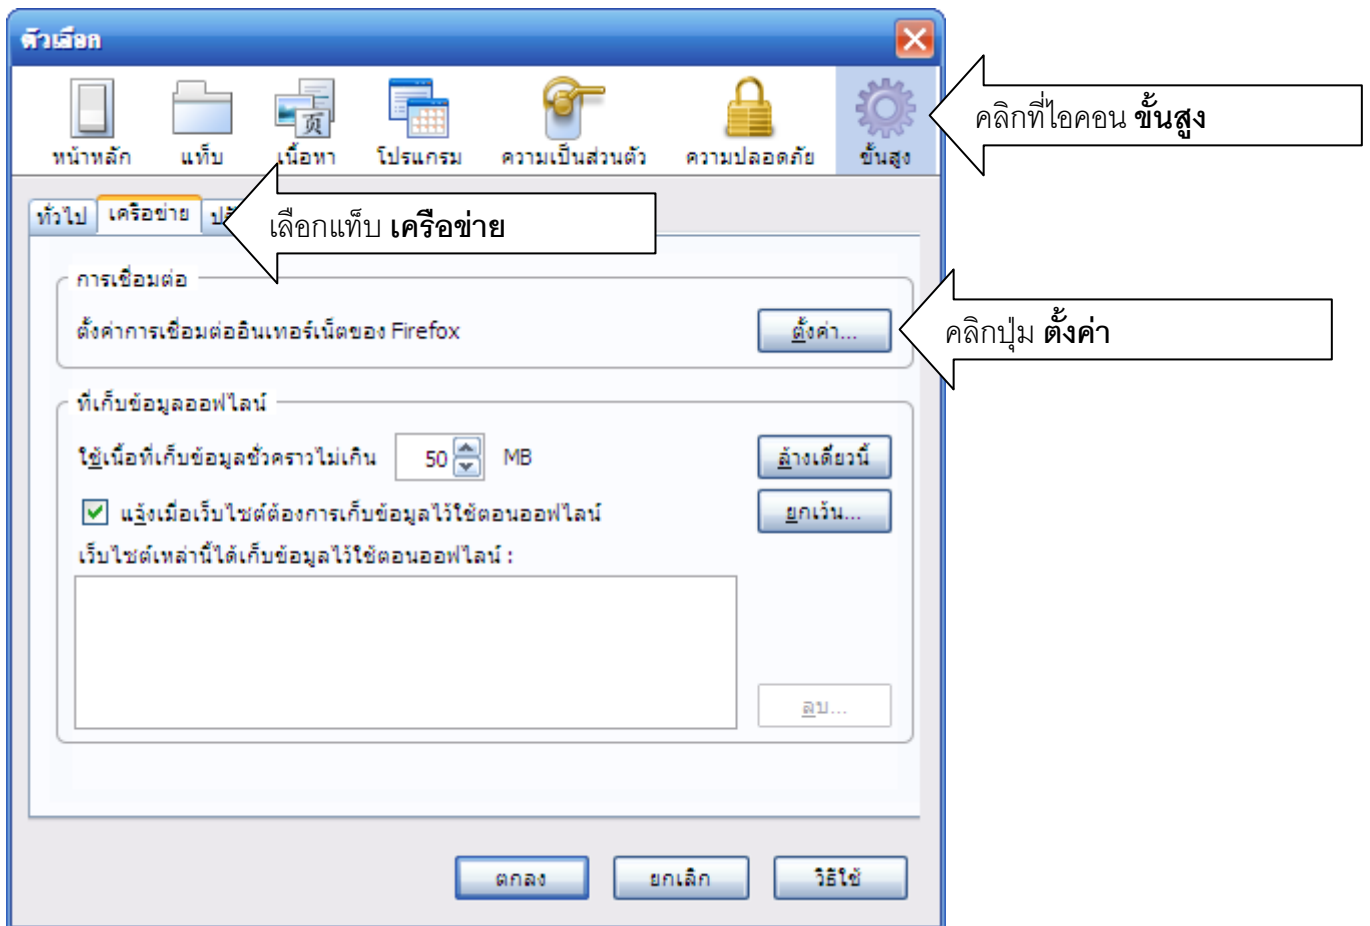 ตัวเลือก
หน้าหลัก แท็บ เนื้อหา โปรแกรม ความเป็นส่วนตัว ความปลอดภัย ขั้นสูง
页
คลิกที่ไอคอน ขั้นสูง
ทั่วไป เครือข่าย
เลือกแท็บ เครือข่าย
การเชื่อมต่อ
ตั้งค่าการเชื่อมต่ออินเทอร์เน็ตของ Firefox ตั้งค่า...
คลิกปุ่ม ตั้งค่า
ที่เก็บข้อมูลออฟไลน์
ใช้เนื้อที่เก็บข้อมูลชั่วคราวไม่เกิน 50 MB ล้างเดี๋ยวนี้
แจ้งเมื่อเว็บไซต์ต้องการเก็บข้อมูลไว้ใช้ตอนออฟไลน์ ยกเว้น...
เว็บไซต์เหล่านี้ได้เก็บข้อมูลไว้ใช้ตอนออฟไลน์ :
ลบ...
ตกลง ยกเลิก วิธีใช้